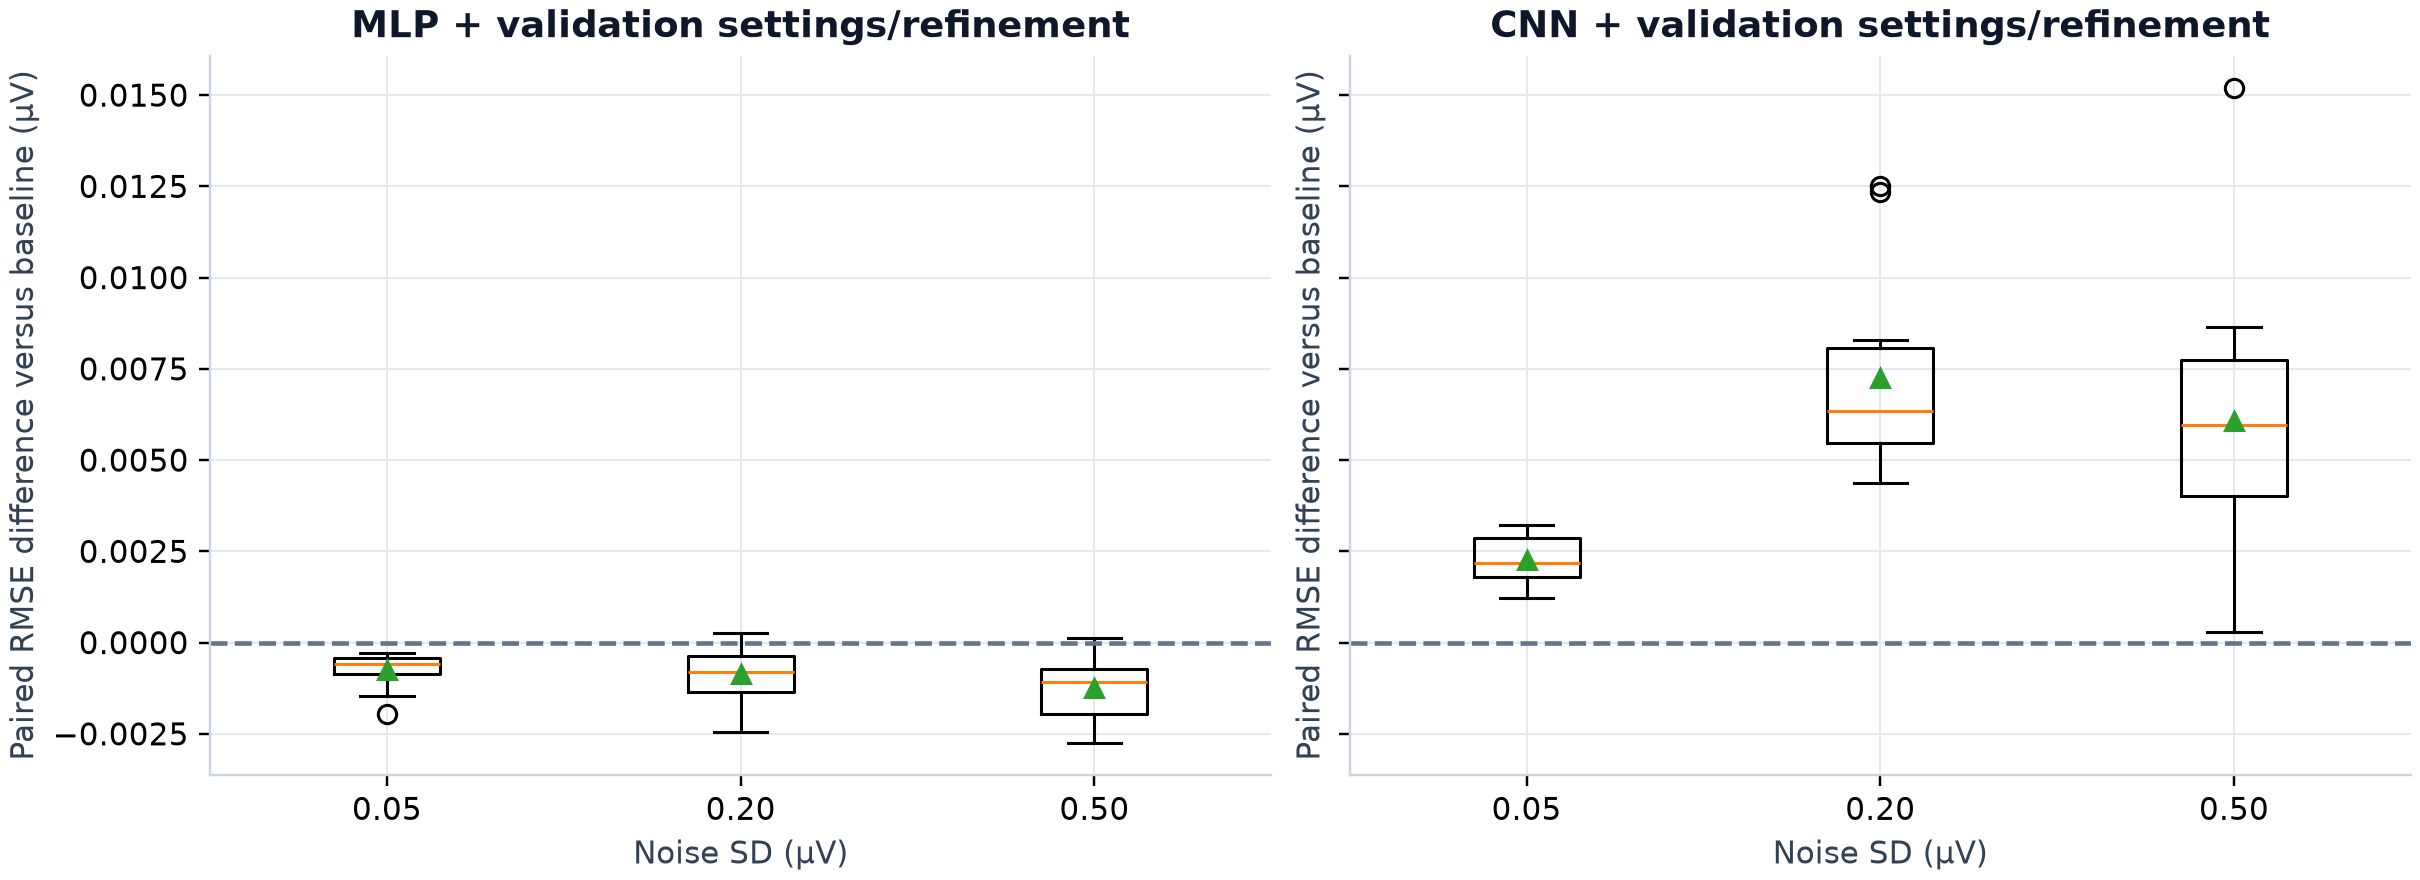 MLP + validation settings/refinement
Paired RMSE difference versus baseline (µV)
0.0150
0.0125
0.0100
0.0075
0.0050
0.0025
0.0000
−0.0025
0.05
0.20
0.50
Noise SD (µV)
CNN + validation settings/refinement
Paired RMSE difference versus baseline (µV)
0.05
0.20
0.50
Noise SD (µV)